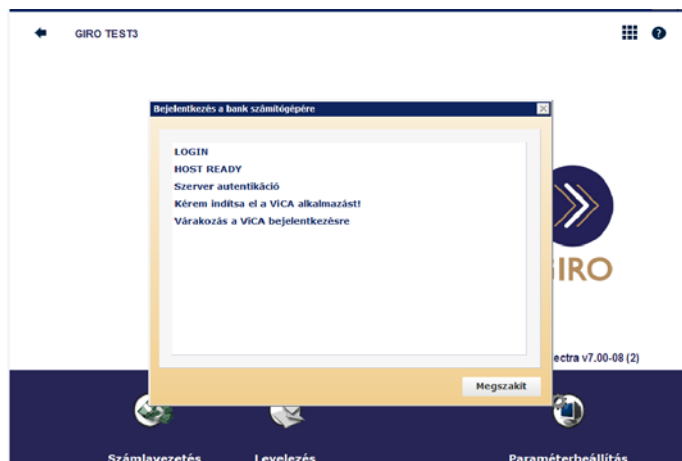 GIRO TEST3
Bejelentkezés a bank számítógépére
LOGIN
HOST READY
Szerver autentikáció
Kérem indítsa el a ViCA alkalmazást!
Várakozás a ViCA bejelentkezésre
IRO
ectra v7.00-08 (2)
Megszakít
Számlavezetés Levelezés Paraméterbeállítás